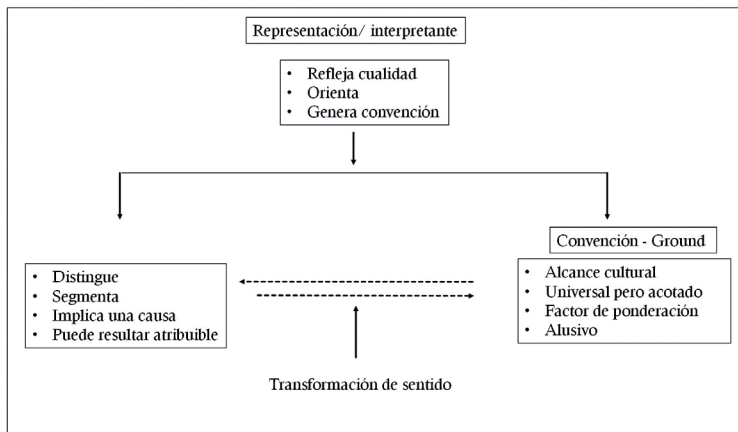 Representación/ interpretante
• Refleja cualidad
• Orienta
• Genera convención
Convención - Ground
• Distingue
• Segmenta
• Implica una causa
• Puede resultar atribuible
• Alcance cultural
• Universal pero acotado
• Factor de ponderación
• Alusivo
Transformación de sentido